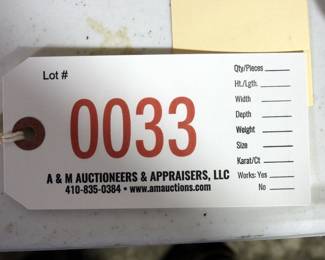 Lot #
0033
A & M AUCTIONEERS & APPRAISERS, LLC
410-835-0384 • www.amauctions.com
Qty/Pieces
Ht./Lgth.
Width
Depth
Weight
Size
Karat/Ct
Works: Yes
No